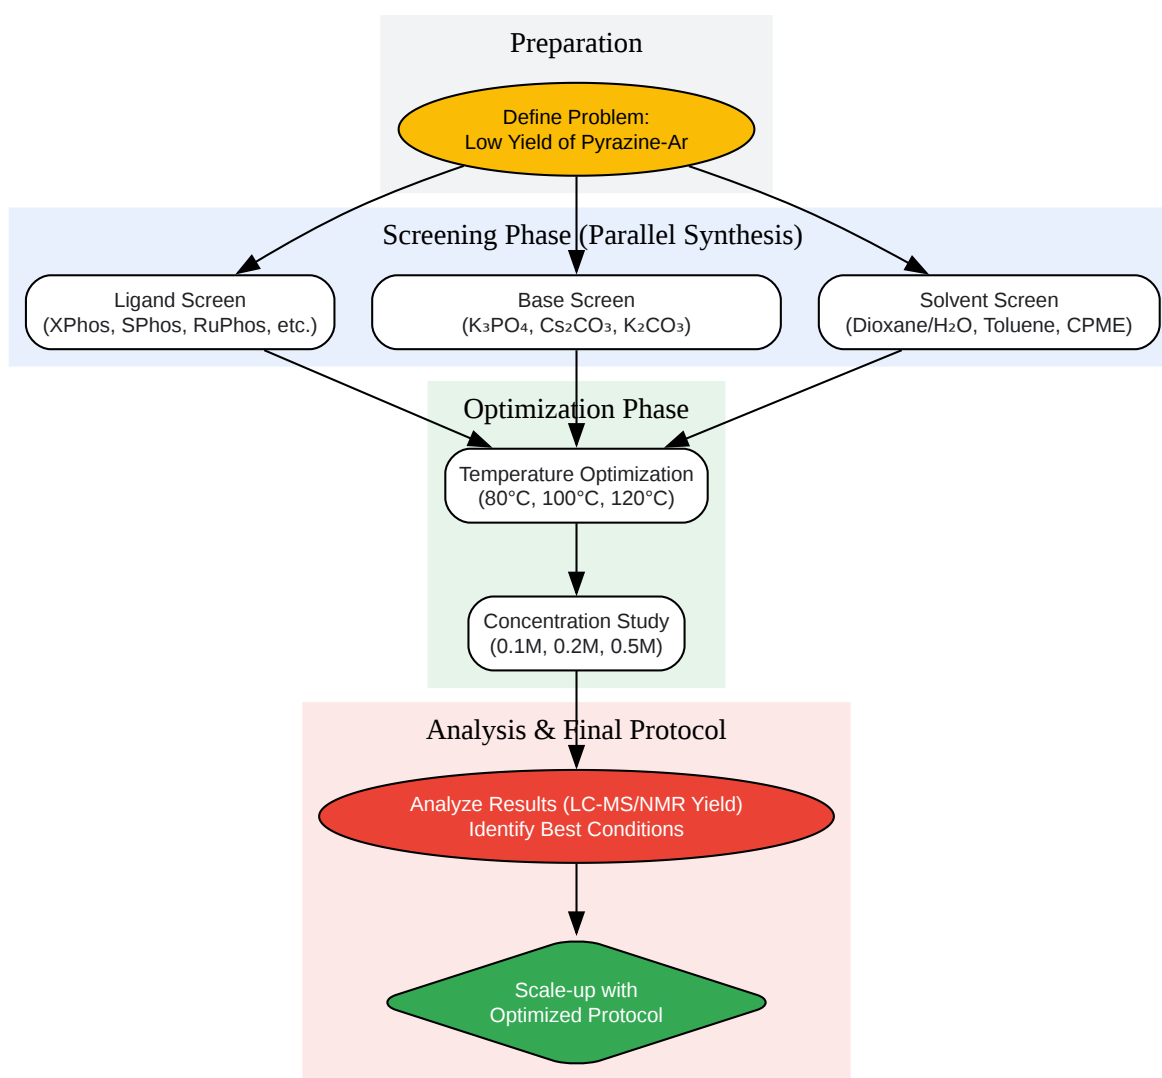 Preparation
Define Problem:
Low Yield of Pyrazine-Ar
Screening Phase (Parallel Synthesis)
Ligand Screen
(XPhos, SPhos, RuPhos, etc.)
Base Screen
(K₃PO₄, Cs₂CO₃, K₂CO₃)
Solvent Screen
(Dioxane/H₂O, Toluene, CPME)
Optimization Phase
Temperature Optimization
(80°C, 100°C, 120°C)
Concentration Study
(0.1M, 0.2M, 0.5M)
Analysis & Final Protocol
Analyze Results (LC-MS/NMR Yield)
Identify Best Conditions
Scale-up with
Optimized Protocol